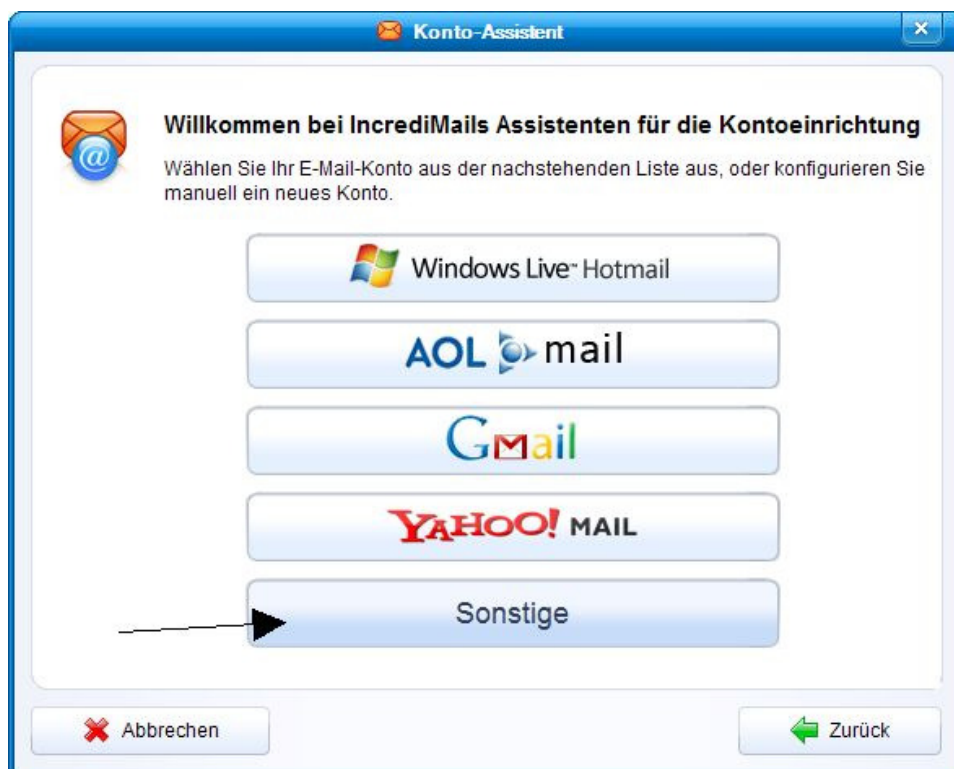 Konto-Assistent
Willkommen bei IncrediMails Assistenten für die Kontoeinrichtung
Wählen Sie Ihr E-Mail-Konto aus der nachstehenden Liste aus, oder konfigurieren Sie
manuell ein neues Konto.
Windows Live™ Hotmail
AOL mail
Gmail
YAHOO! MAIL
Sonstige
Abbrechen
Zurück